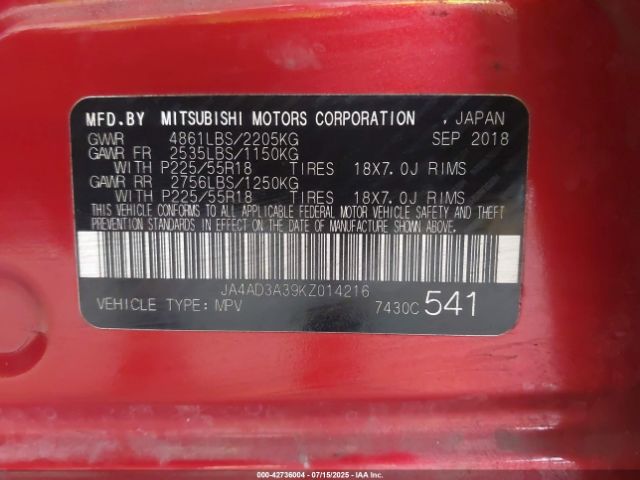 MFD.BY MITSUBISHI MOTORS CORPORATION , JAPAN
GVWR 4861LBS/2205KG SEP 2018
GAWR FR 2535LBS/1150KG
WITH P225/55R18 TIRES 18X7.0J RIMS
GAWR RR 2756LBS/1250KG
WITH P225/55R18 TIRES 18X7.0J RIMS
THIS VEHICLE CONFORMS TO ALL APPLICABLE FEDERAL MOTOR VEHICLE SAFETY AND THEFT
PREVENTION STANDARDS IN EFFECT ON THE DATE OF MANUFACTURE SHOWN ABOVE.
JA4AD3A39KZ014216
VEHICLE TYPE: MPV 7430C 541
000-42736004 - 07/15/2025 - IAA Inc.